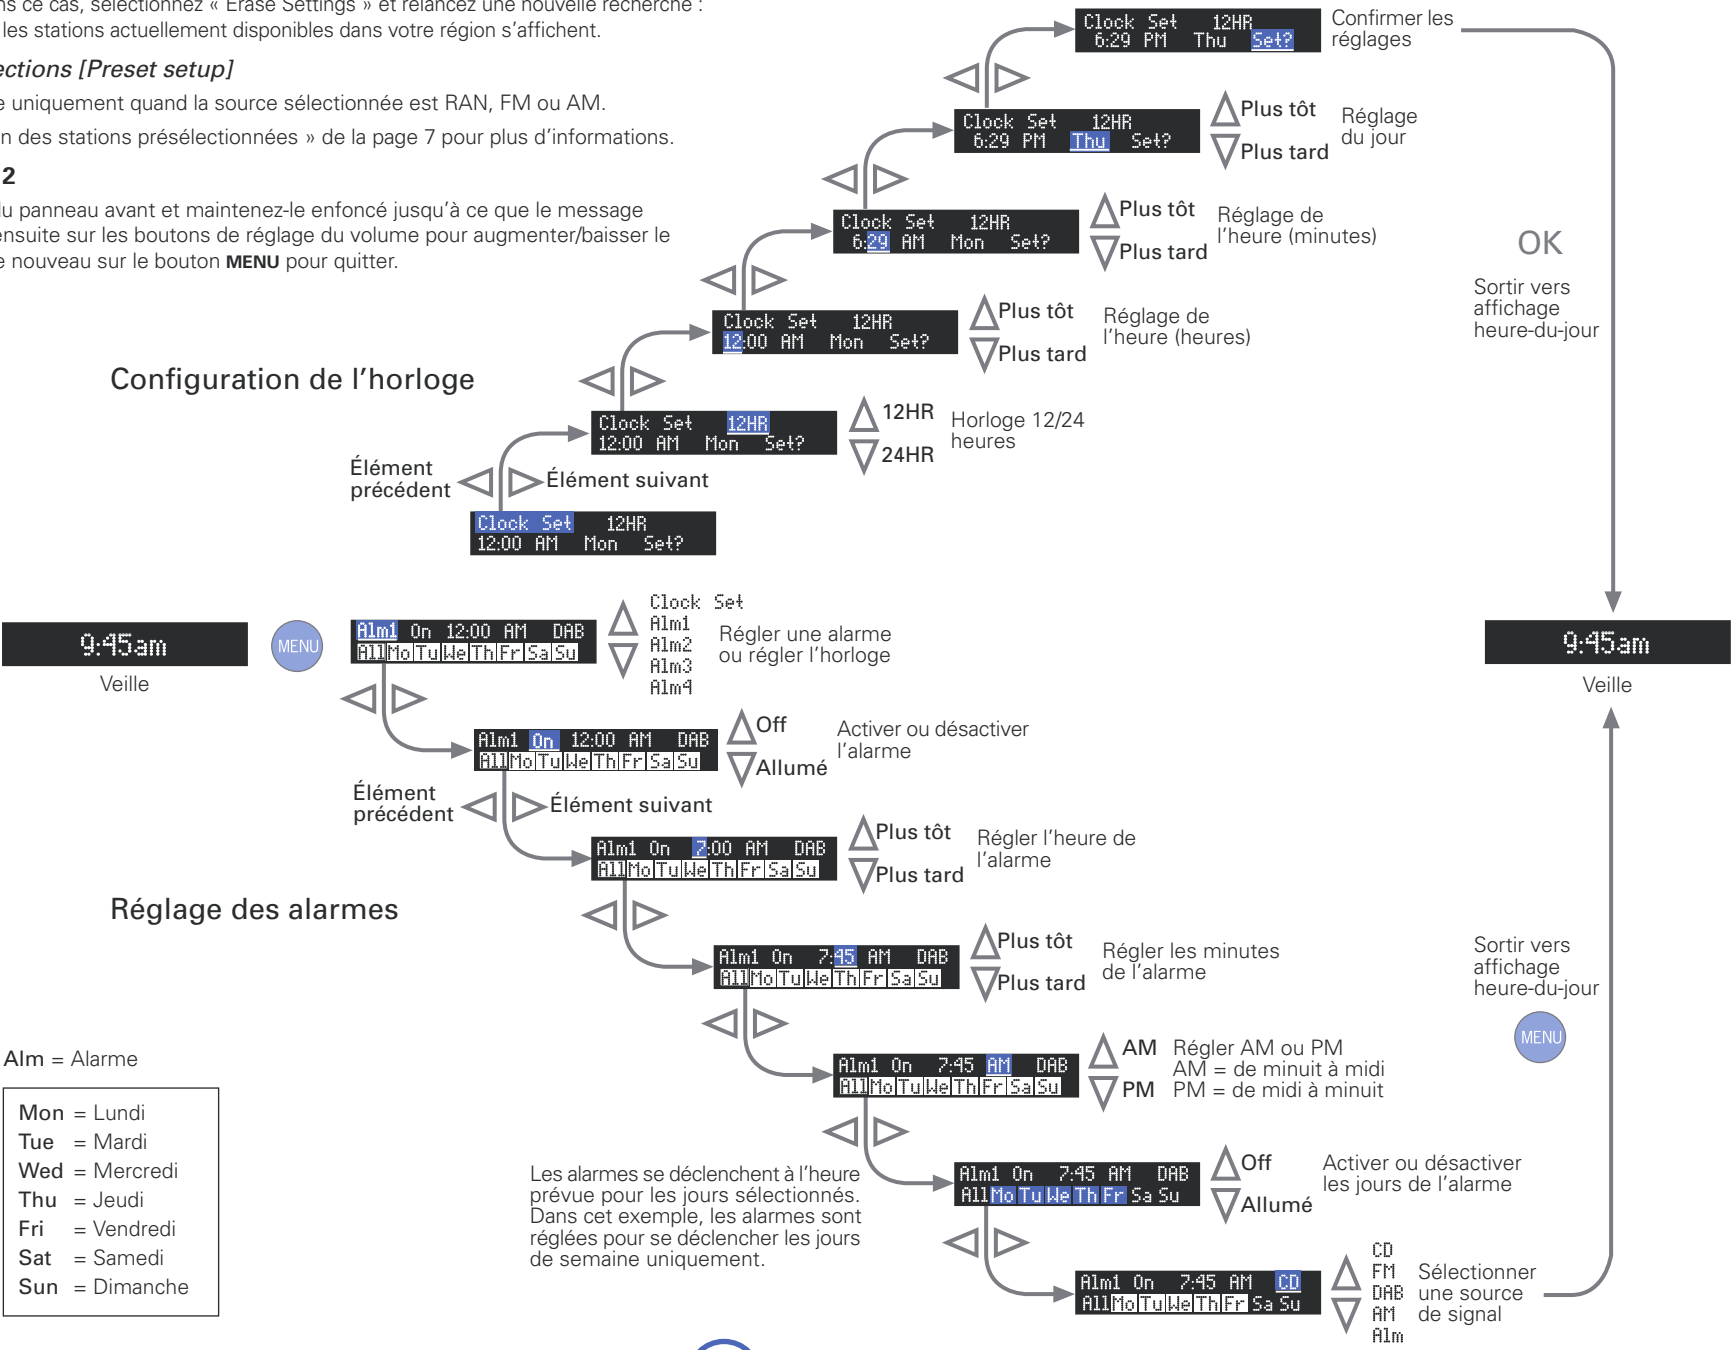 ns ce cas, sélectionnez « Erase Settings » et relancez une nouvelle recherche :
les stations actuellement disponibles dans votre région s'affichent.
ections [Preset setup]
e uniquement quand la source sélectionnée est RAN, FM ou AM.
n des stations présélectionnées » de la page 7 pour plus d'informations.
2
du panneau avant et maintenez-le enfoncé jusqu'à ce que le message
ensuite sur les boutons de réglage du volume pour augmenter/baisser le
e nouveau sur le bouton MENU pour quitter.
Clock Set 12HR
6:29 PM Thu Set?
Confirmer les
réglages
Clock Set 12HR
6:29 PM Thu Set?
Plus tôt
Plus tard
Réglage
du jour
Clock Set 12HR
6:29 AM Mon Set?
Plus tôt
Plus tard
Réglage de
l'heure (minutes)
Clock Set 12HR
12:00 AM Mon Set?
Plus tôt
Plus tard
Réglage de
l'heure (heures)
OK
Sortir vers
affichage
heure-du-jour
Configuration de l'horloge
Clock Set 12HR
12:00 AM Mon Set?
12HR
24HR
Horloge 12/24
heures
Élément
précédent
Élément suivant
Clock Set 12HR
12:00 AM Mon Set?
9:45am
Veille
MENU
Alm1 On 12:00 AM DAB
All Mo Tu We Th Fr Sa Su
Clock Set
Alm1
Alm2
Alm3
Alm4
Régler une alarme
ou régler l'horloge
9:45am
Veille
Alm1 On 12:00 AM DAB
All Mo Tu We Th Fr Sa Su
Off
Allumé
Activer ou désactiver
l'alarme
Élément
précédent
Élément suivant
Alm1 On 7:00 AM DAB
All Mo Tu We Th Fr Sa Su
Plus tôt
Plus tard
Régler l'heure de
l'alarme
Réglage des alarmes
Alm1 On 7:45 AM DAB
All Mo Tu We Th Fr Sa Su
Plus tôt
Plus tard
Régler les minutes
de l'alarme
Sortir vers
affichage
heure-du-jour
MENU
Alm1 On 7:45 AM DAB
All Mo Tu We Th Fr Sa Su
AM
PM
Régler AM ou PM
AM = de minuit à midi
PM = de midi à minuit
Alm = Alarme
Mon = Lundi
Tue = Mardi
Wed = Mercredi
Thu = Jeudi
Fri = Vendredi
Sat = Samedi
Sun = Dimanche
Les alarmes se déclenchent à l'heure
prévue pour les jours sélectionnés.
Dans cet exemple, les alarmes sont
réglées pour se déclencher les jours
de semaine uniquement.
Alm1 On 7:45 AM DAB
All Mo Tu We Th Fr Sa Su
Off
Allumé
Activer ou désactiver
les jours de l'alarme
Alm1 On 7:45 AM CD
All Mo Tu We Th Fr Sa Su
CD
FM
DAB
AM
Alm
Sélectionner
une source
de signal